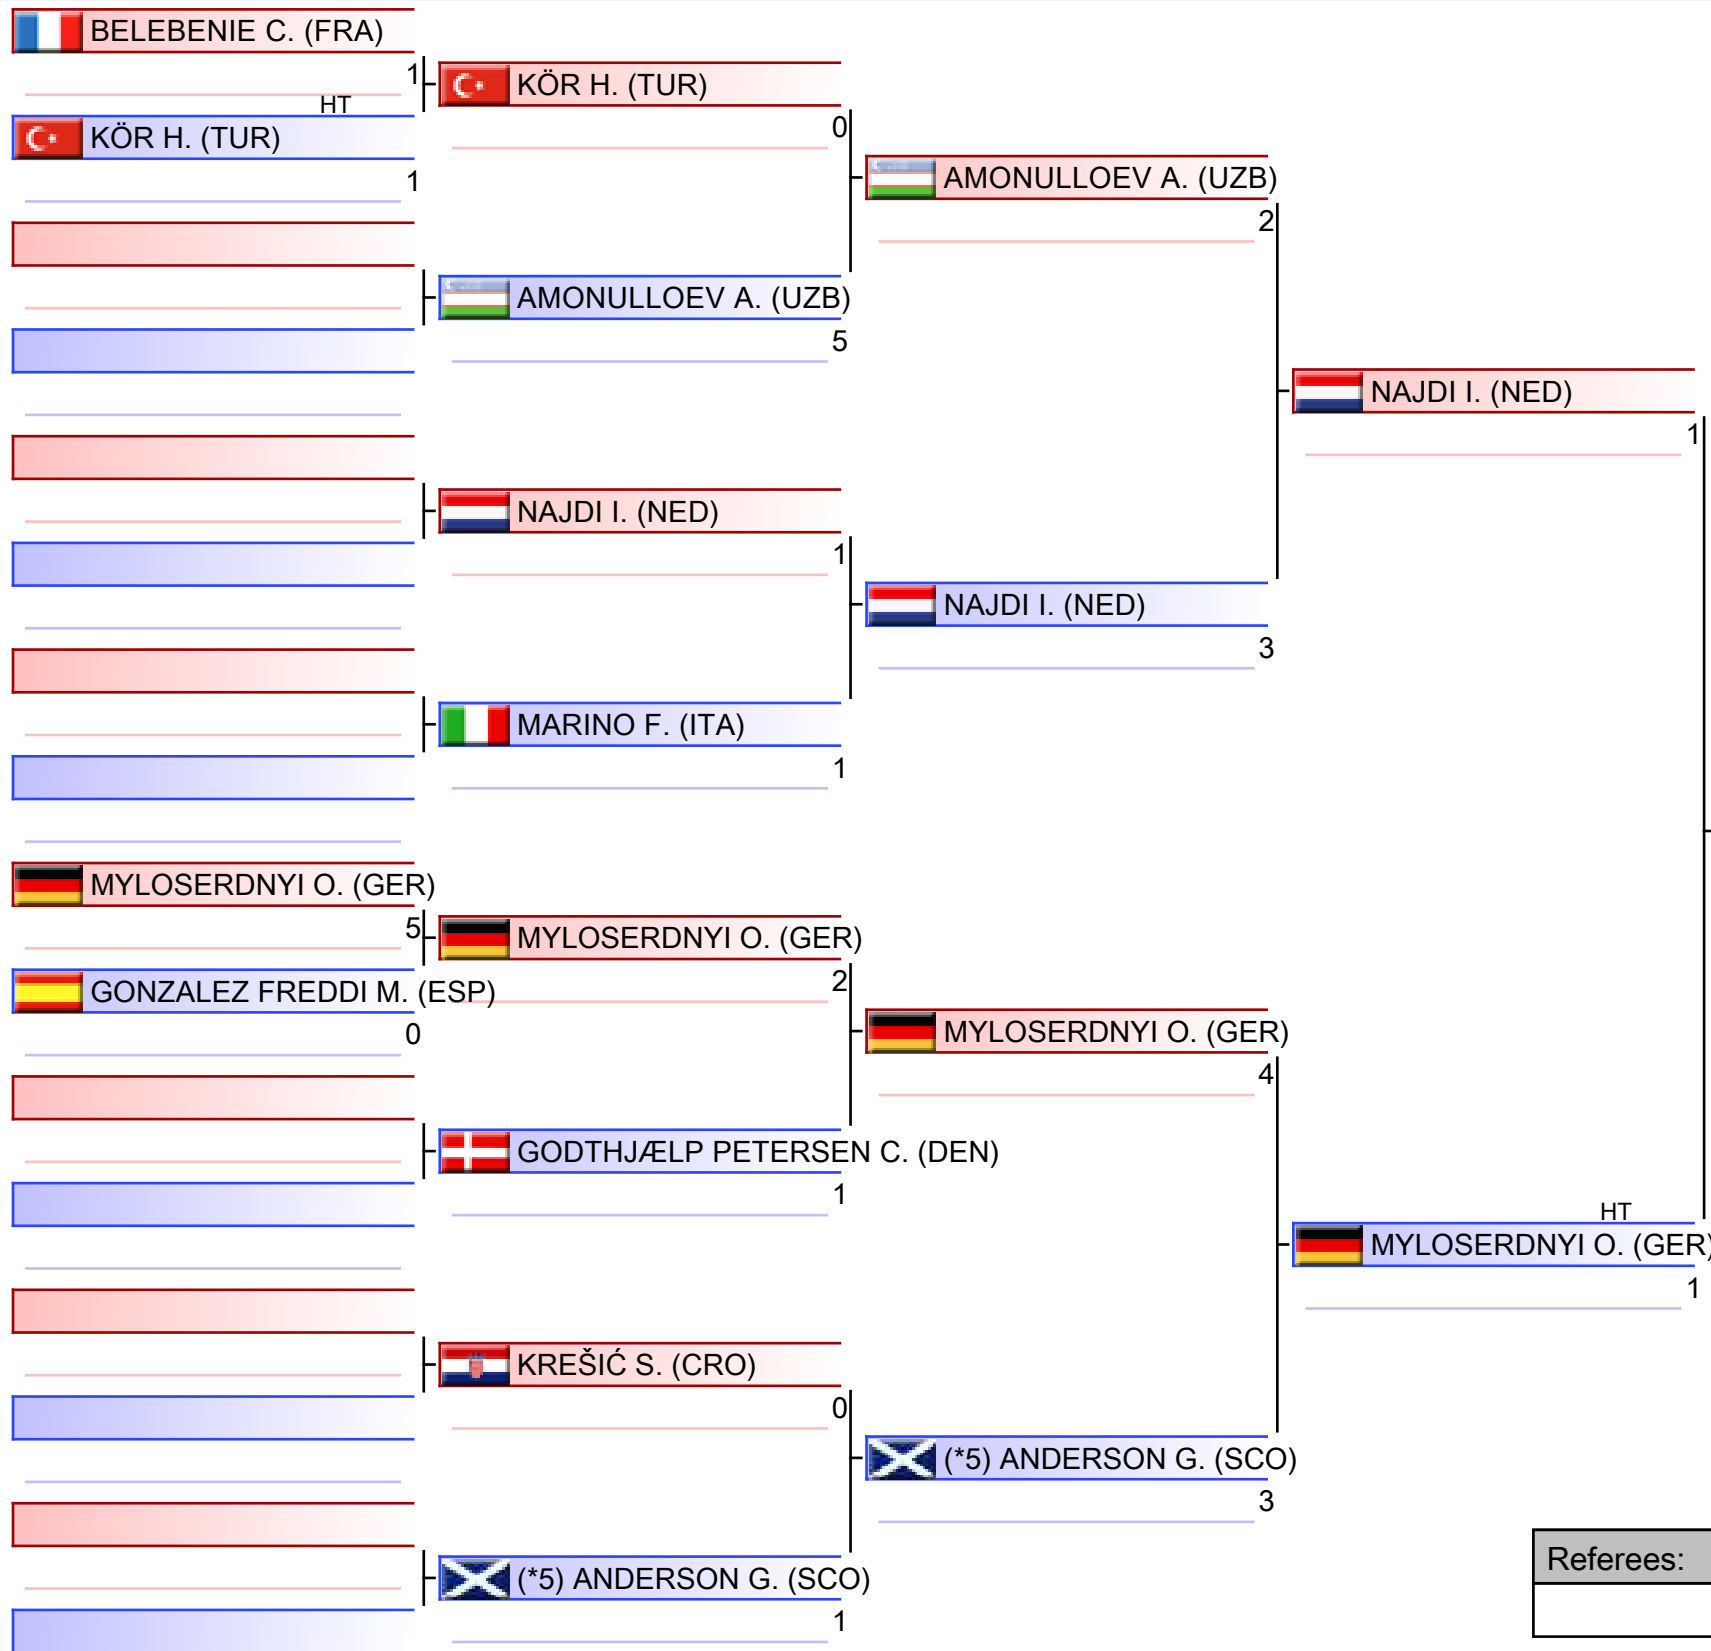 BELEBENIE C. (FRA)
1
HT
KÖR H. (TUR)
1
KÖR H. (TUR)
0
AMONULLOEV A. (UZB)
5
AMONULLOEV A. (UZB)
2
NAJDI I. (NED)
1
NAJDI I. (NED)
1
NAJDI I. (NED)
3
MARINO F. (ITA)
1
MYLOSERDNYI O. (GER)
5
GONZALEZ FREDDI M. (ESP)
0
MYLOSERDNYI O. (GER)
2
GODTHJÆLP PETERSEN C. (DEN)
1
MYLOSERDNYI O. (GER)
4
HT
MYLOSERDNYI O. (GER)
1
KREŠIĆ S. (CRO)
0
(*5) ANDERSON G. (SCO)
3
(*5) ANDERSON G. (SCO)
1
Referees: